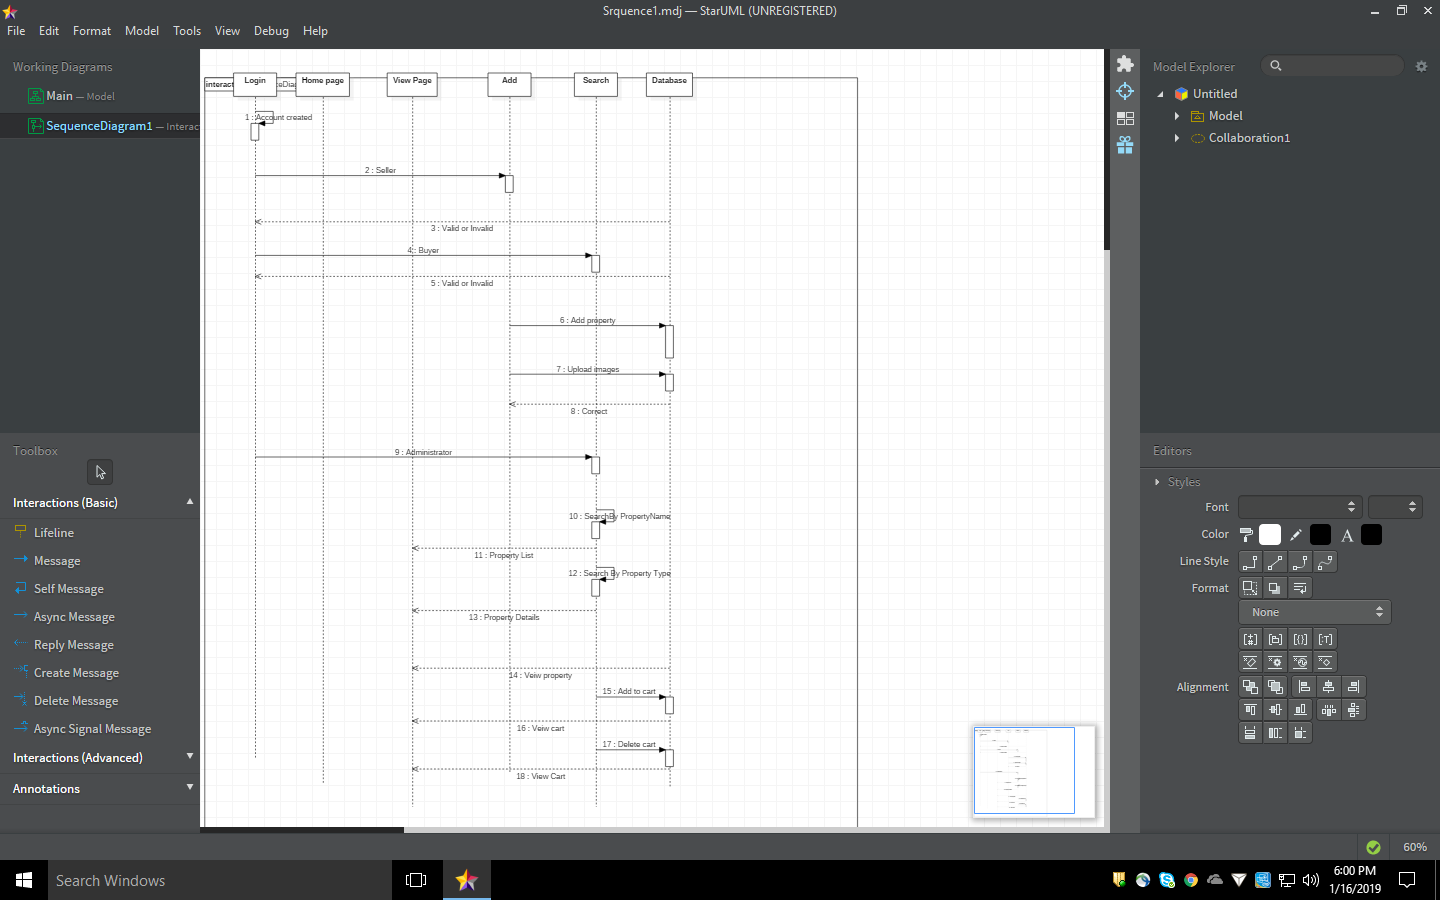 Srquence1.mdj — StarUML (UNREGISTERED)
File Edit Format Model Tools View Debug Help
Working Diagrams
Main — Model
SequenceDiagram1 — Interac
Toolbox
Interactions (Basic)
Lifeline
Message
Self Message
Async Message
Reply Message
Create Message
Delete Message
Async Signal Message
Interactions (Advanced)
Annotations
interact
Login
Home page
View Page
Add
Search
Database
1 : Account created
2 : Seller
3 : Valid or Invalid
4 : Buyer
5 : Valid or Invalid
6 : Add property
7 : Upload images
8 : Correct
9 : Administrator
10 : SearchBy PropertyName
11 : Property List
12 : Search By Property Type
13 : Property Details
14 : Veiw property
15 : Add to cart
16 : Veiw cart
17 : Delete cart
18 : View Cart
Model Explorer
Untitled
Model
Collaboration1
Editors
Styles
Font
Color
A
Line Style
Format
None
Alignment
60%
Search Windows
6:00 PM
1/16/2019